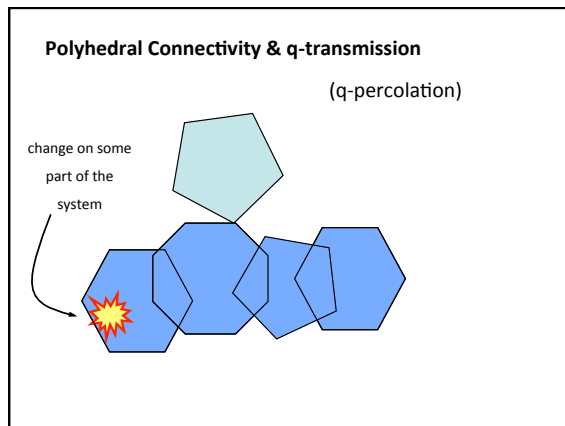 Polyhedral Connectivity & q-transmission
(q-percolation)
change on some
part of the
system